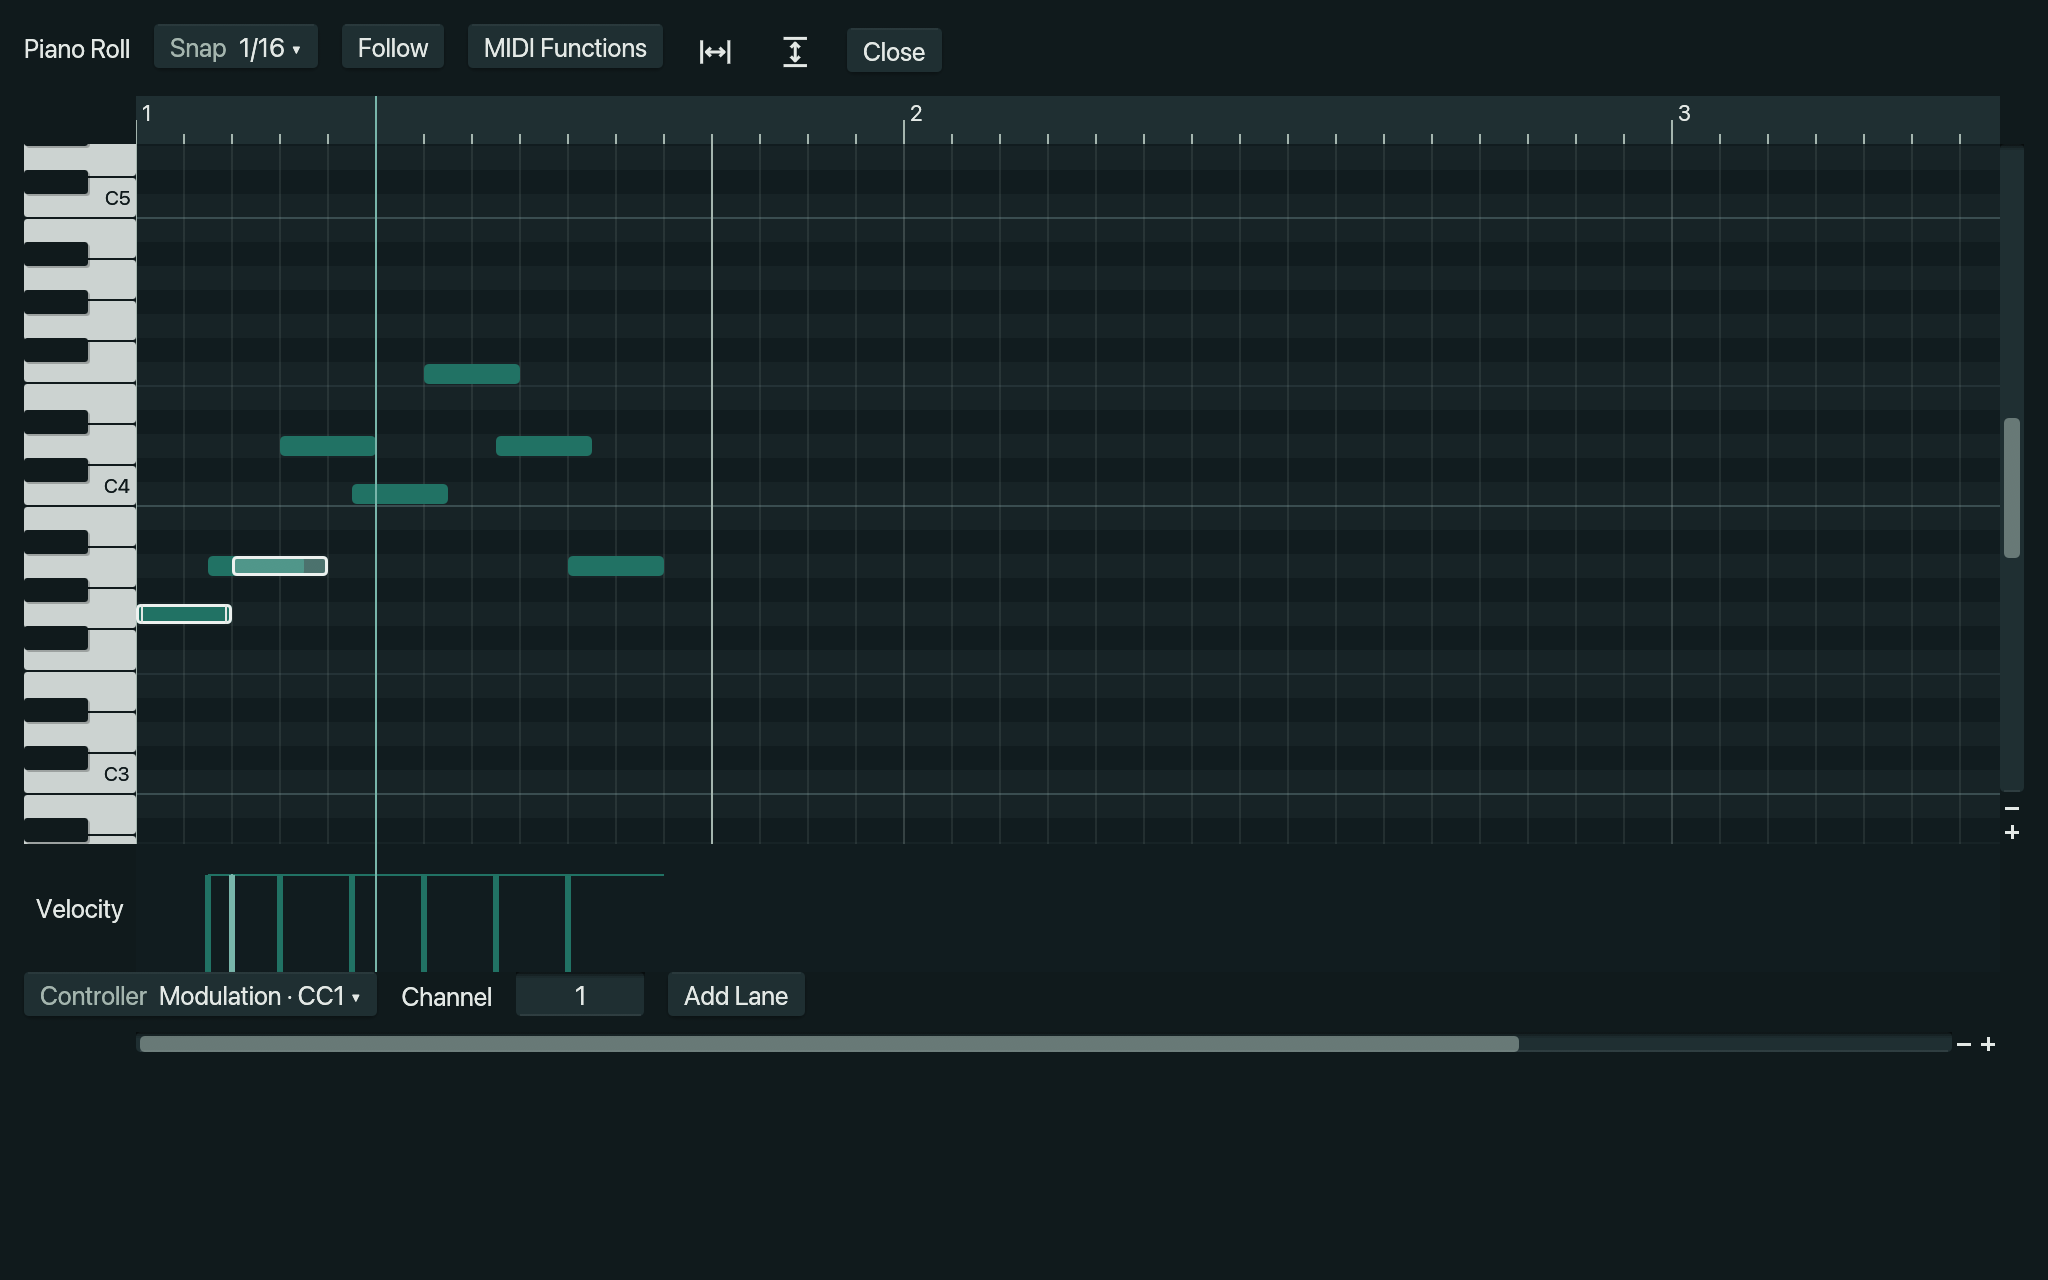 Piano Roll Snap 1/16 ▾ Follow MIDI Functions Close
1 2 3
C5
C4
C3
Velocity
Controller Modulation · CC1 ▾ Channel 1 Add Lane